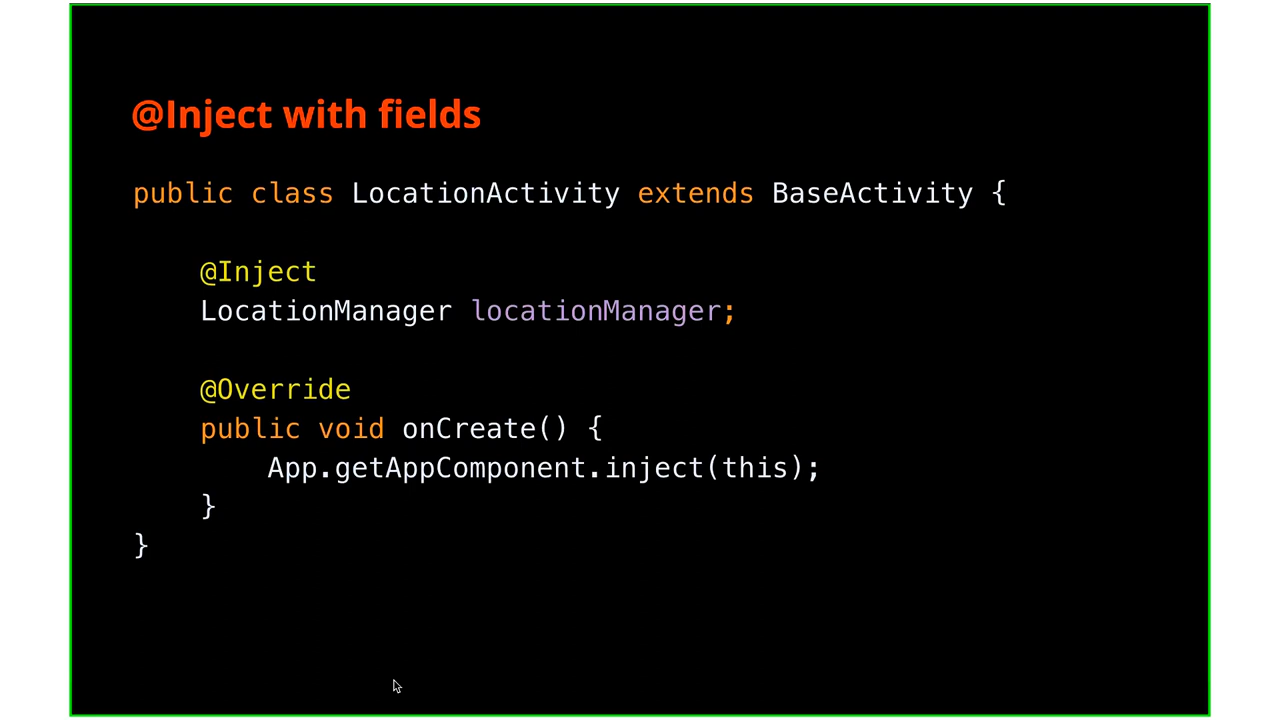 @Inject with fields
public class LocationActivity extends BaseActivity {
@Inject
LocationManager locationManager;
@Override
public void onCreate() {
App.getAppComponent.inject(this);
}
}